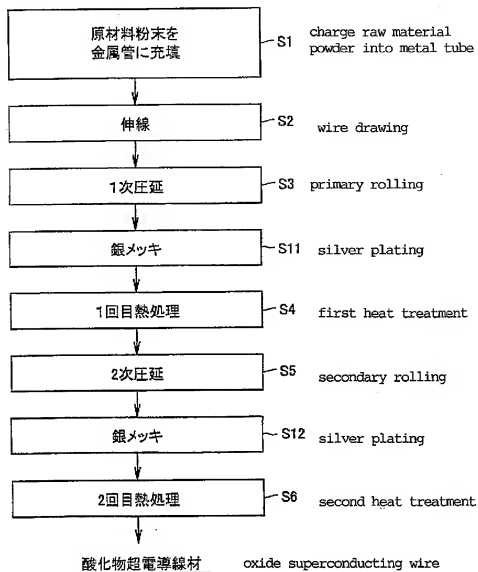 原材料粉末を
金属管に充填
S1
charge raw material
powder into metal tube
伸線
S2
wire drawing
1次圧延
S3
primary rolling
銀メッキ
S11
silver plating
1回目熱処理
S4
first heat treatment
2次圧延
S5
secondary rolling
銀メッキ
S12
silver plating
2回目熱処理
S6
second heat treatment
酸化物超電導線材
oxide superconducting wire